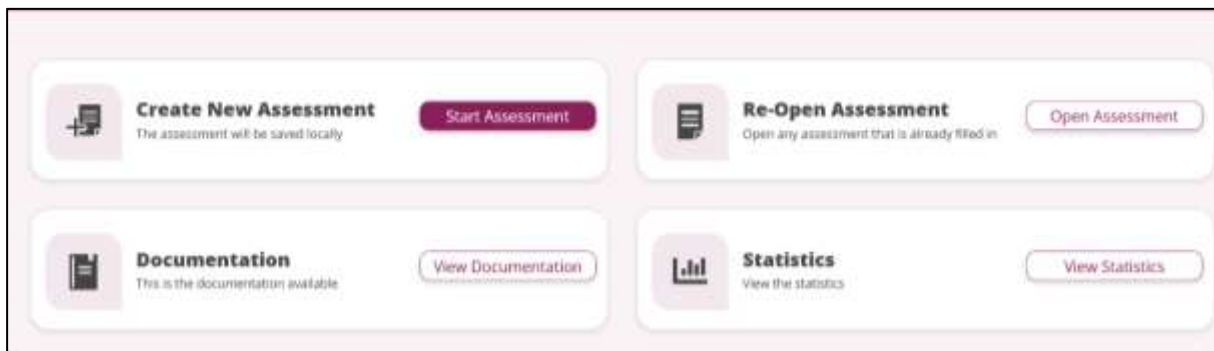 Create New Assessment
The assessment will be saved locally
Start Assessment
Re-Open Assessment
Open any assessment that is already filled in
Open Assessment
Documentation
This is the documentation available
View Documentation
Statistics
View the statistics
View Statistics